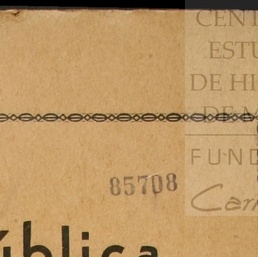 CENT
ESTU
DE HI
DE M
FUND
Carr
85708
ública